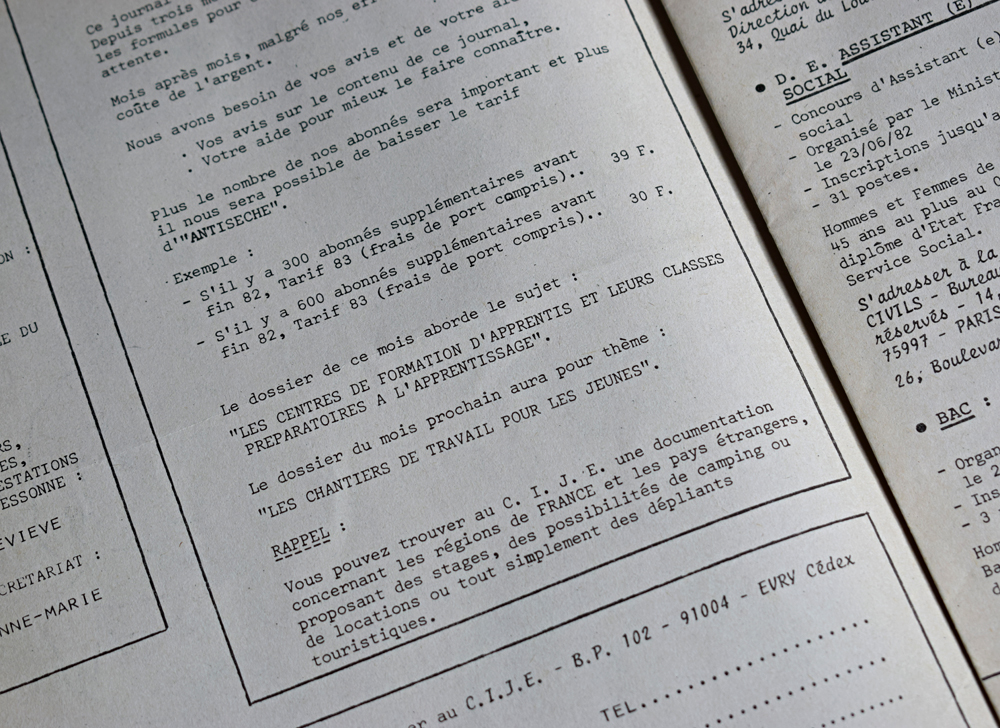 ON :
E DU
RS,
ES,
ESTATIONS
ESSONNE :
EVIEVE
CRETARIAT :
NNE-MARIE
Ce journal
Depuis trois
les formules pour
attente.
Mois après mois, malgré nos
coûte de l'argent.
Nous avons besoin de vos avis et de votre
. Vos avis sur le contenu de ce journal,
. Votre aide pour mieux le faire connaître.
Plus le nombre de nos abonnés sera important et plus
il nous sera possible de baisser le tarif
d'"ANTISECHE".
Exemple :
- S'il y a 300 abonnés supplémentaires avant
fin 82, Tarif 83 (frais de port compris).. 39 F.
- S'il y a 600 abonnés supplémentaires avant
fin 82, Tarif 83 (frais de port compris).. 30 F.
Le dossier de ce mois aborde le sujet :
"LES CENTRES DE FORMATION D'APPRENTIS ET LEURS CLASSES
PREPARATOIRES A L'APPRENTISSAGE".
Le dossier du mois prochain aura pour thème :
"LES CHANTIERS DE TRAVAIL POUR LES JEUNES".
RAPPEL :
Vous pouvez trouver au C. I. J. E. une documentation
concernant les régions de FRANCE et les pays étrangers,
proposant des stages, des possibilités de camping ou
de locations ou tout simplement des dépliants
touristiques.
au C.I.J.E. - B.P. 102 - 91004 - EVRY Cédex
TEL....................
S'adre
Direction
34, Quai du
● D. E. ASSISTANT (E)
SOCIAL
- Concours d'Assistant (e)
social
- Organisé par le Minist
le 23/06/82
- Inscriptions jusqu'a
- 31 postes.
Hommes et Femmes de
45 ans au plus au
diplôme d'Etat Fra
Service Social.
S'adresser à la
CIVILS - Bureau
réservés - 14,
75997 - PARIS
26, Boulevar
● BAC :
- Organ
le 2
- Ins
- 3
Hom
Ba
d